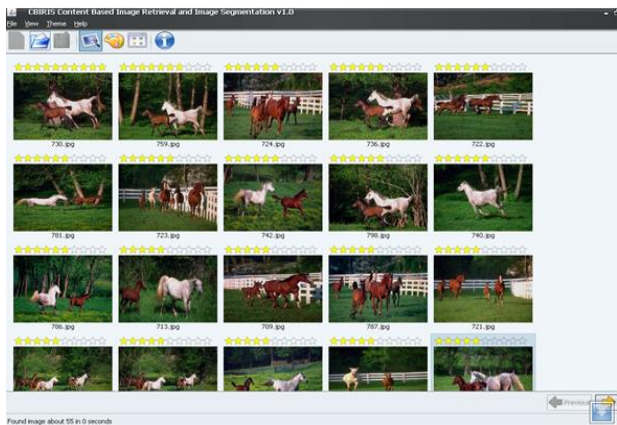 CBIRIS Content Based Image Retrieval and Image Segmentation v1.0
File View Theme Help
730.jpg 759.jpg 724.jpg 736.jpg 722.jpg
781.jpg 723.jpg 742.jpg 798.jpg 740.jpg
786.jpg 713.jpg 709.jpg 787.jpg 721.jpg
Previous
Found image about 55 in 0 seconds